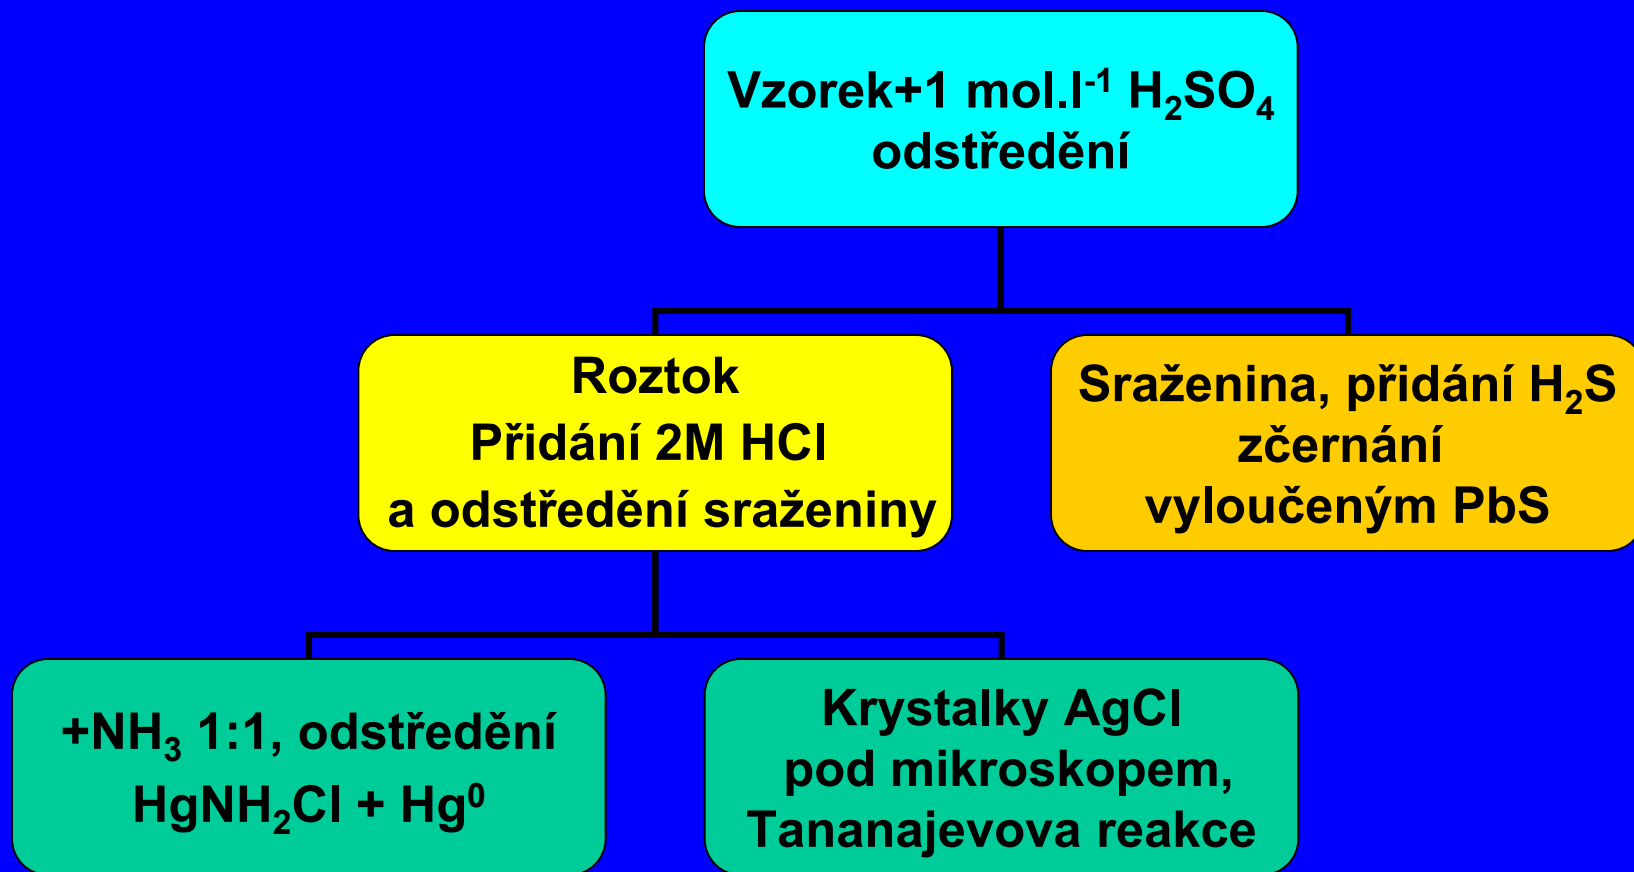 Vzorek+1 mol.l⁻¹ H₂SO₄
odstředění
Roztok
Přidání 2M HCl
a odstředění sraženiny
Sraženina, přidání H₂S
zčernání
vyloučeným PbS
+NH₃ 1:1, odstředění
HgNH₂Cl + Hg⁰
Krystalky AgCl
pod mikroskopem,
Tananajevova reakce